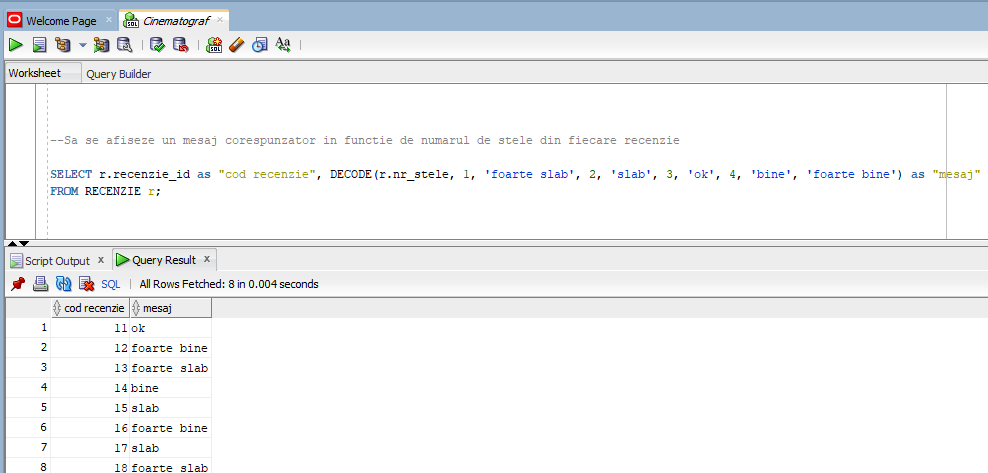 Welcome Page Cinematograf
Worksheet Query Builder
--Sa se afiseze un mesaj corespunzator in functie de numarul de stele din fiecare recenzie
SELECT r.recenzie_id as "cod recenzie", DECODE(r.nr_stele, 1, 'foarte slab', 2, 'slab', 3, 'ok', 4, 'bine', 'foarte bine') as "mesaj"
FROM RECENZIE r;
Script Output x Query Result x
SQL | All Rows Fetched: 8 in 0.004 seconds
cod recenzie mesaj
1 11 ok
2 12 foarte bine
3 13 foarte slab
4 14 bine
5 15 slab
6 16 foarte bine
7 17 slab
8 18 foarte slab